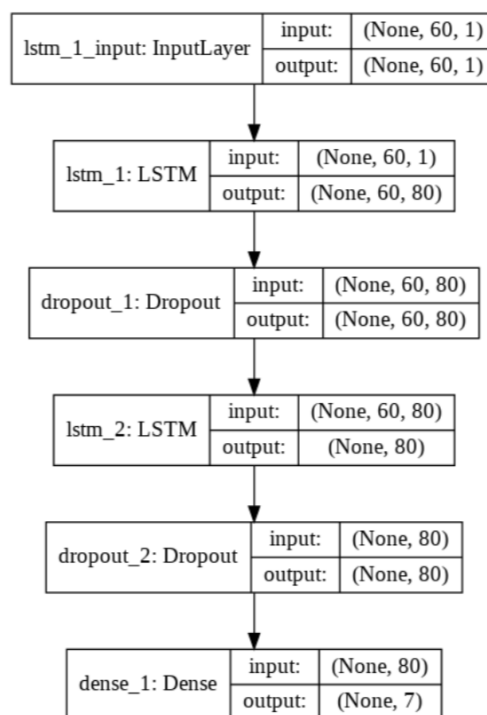 lstm_1_input: InputLayer
input: (None, 60, 1)
output: (None, 60, 1)
lstm_1: LSTM
input: (None, 60, 1)
output: (None, 60, 80)
dropout_1: Dropout
input: (None, 60, 80)
output: (None, 60, 80)
lstm_2: LSTM
input: (None, 60, 80)
output: (None, 80)
dropout_2: Dropout
input: (None, 80)
output: (None, 80)
dense_1: Dense
input: (None, 80)
output: (None, 7)